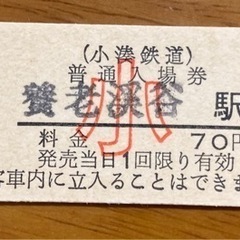 (小湊鉄道)
普通入場券
養老渓谷駅
小
料金 70円
発売当日1回限り有効
客車内に立入ることはでき